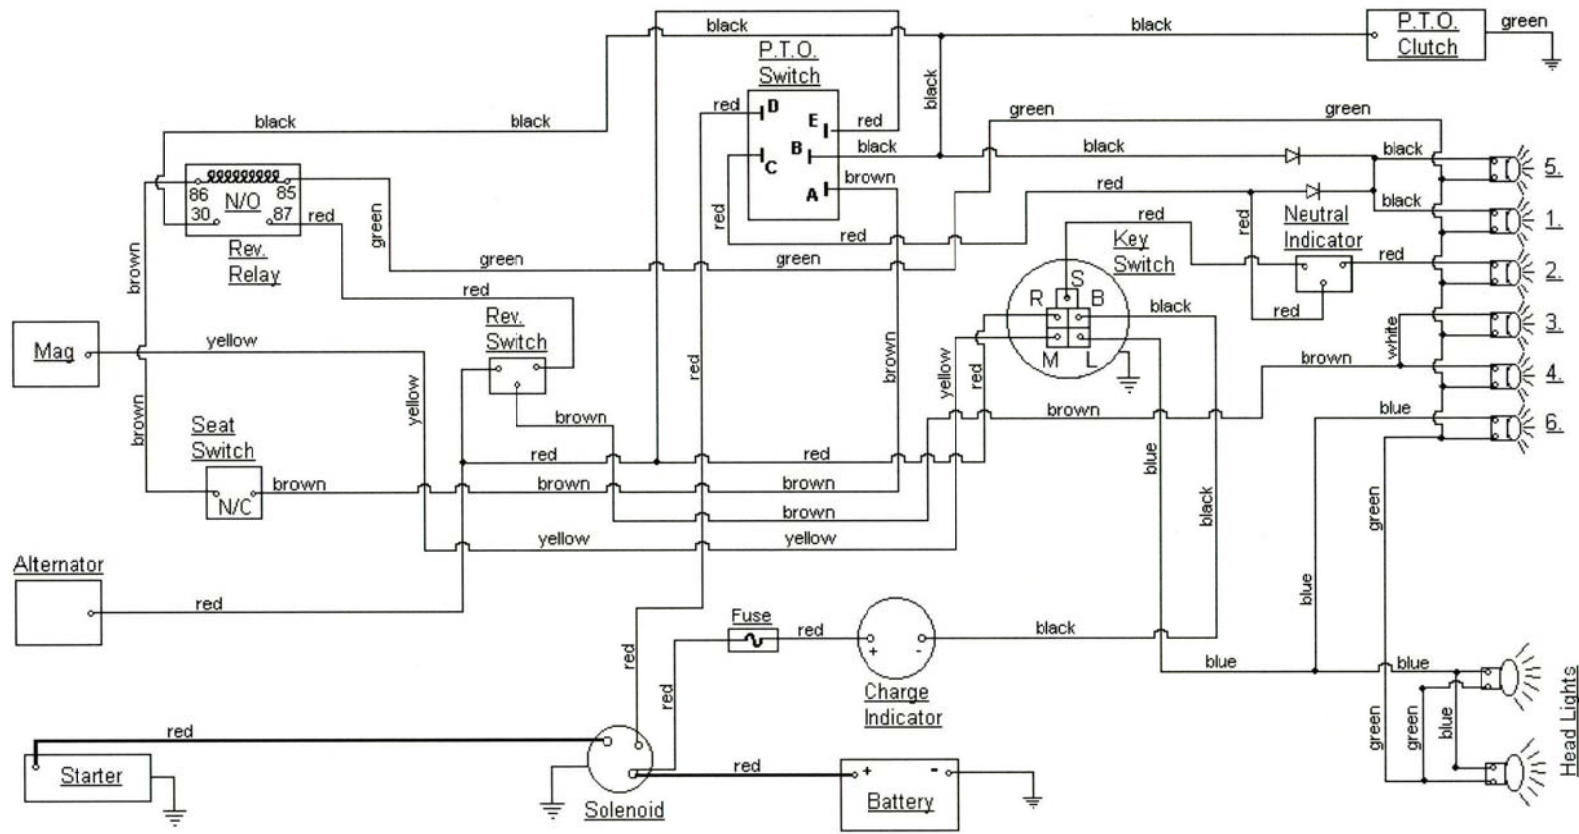 black
black
P.T.O.
Clutch
green
P.T.O.
Switch
black
red
D
E
red
green
green
black
black
B
black
black
black
5.
C
86
85
30
N/O
87
red
A
brown
red
black
1.
red
Neutral
Indicator
red
Key
Switch
red
red
green
Rev.
Relay
green
green
red
2.
brown
red
S
R
B
black
red
Rev.
Switch
3.
white
Mag
yellow
M
L
brown
4.
yellow
red
red
brown
yellow
brown
brown
blue
6.
brown
Seat
Switch
red
red
blue
N/C
brown
brown
brown
black
green
brown
yellow
yellow
Alternator
red
blue
Fuse
red
black
red
red
+
-
blue
blue
Charge
Indicator
green
green
blue
Head Lights
red
Starter
Solenoid
red
+
-
Battery